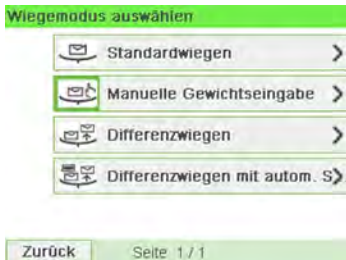 Wiegemodus auswählen
Standardwiegen
Manuelle Gewichtseingabe
Differenzwiegen
Differenzwiegen mit autom. S
Zurück
Seite 1/1